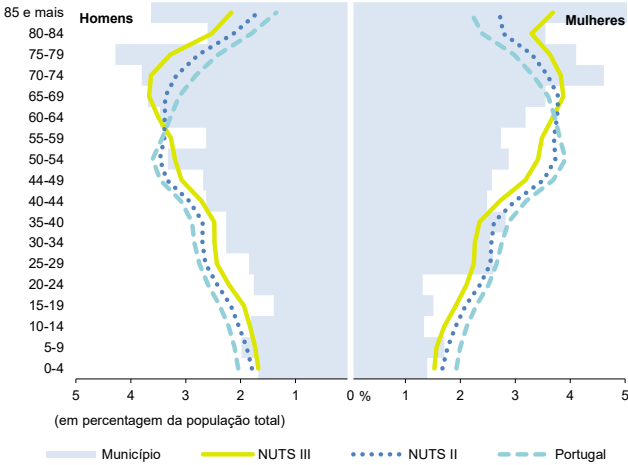 85 e mais
Homens
Mulheres
80-84
75-79
70-74
65-69
60-64
55-59
50-54
44-49
40-44
35-40
30-34
25-29
20-24
15-19
10-14
5-9
0-4
5 4 3 2 1 0 % 1 2 3 4 5
(em percentagem da população total)
Município NUTS III NUTS II Portugal